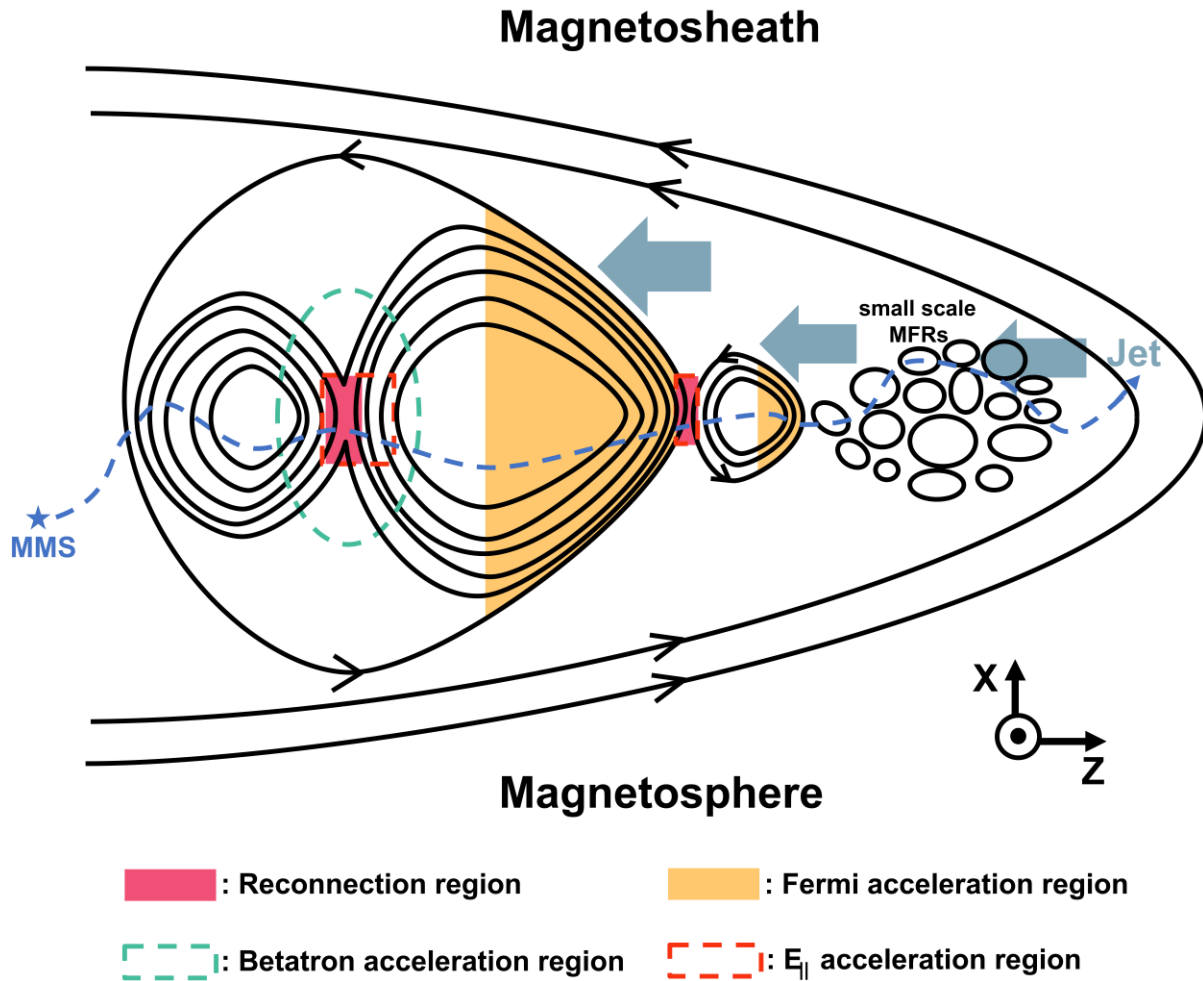 Magnetosheath
small scale
MFRs
Jet
MMS
X
Z
Magnetosphere
: Reconnection region
: Fermi acceleration region
: Betatron acceleration region
: E|| acceleration region